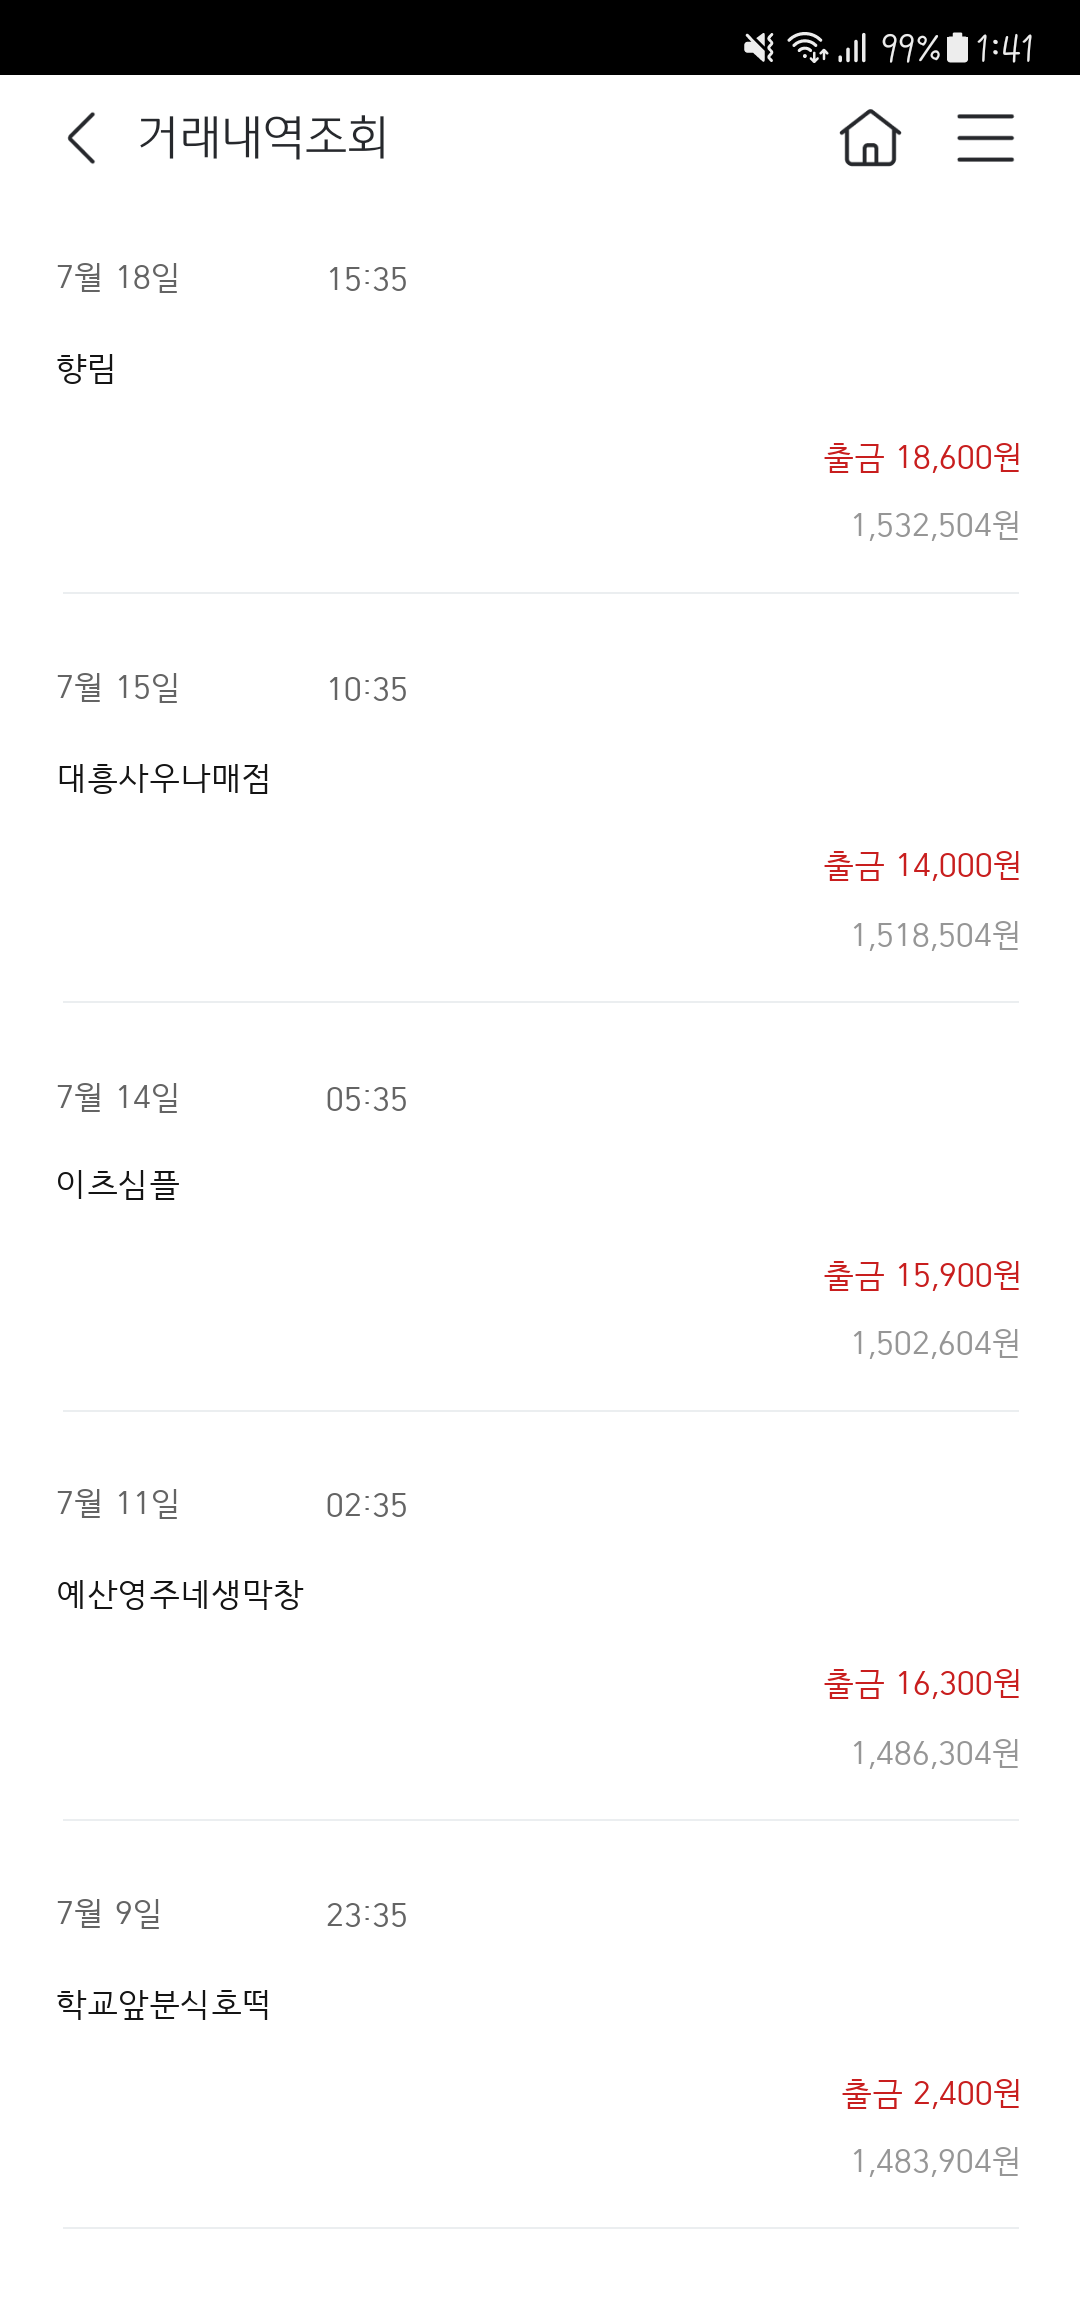 99% 1:41
거래내역조회
7월 18일 15:35
향림
출금 18,600원
1,532,504원
7월 15일 10:35
대흥사우나매점
출금 14,000원
1,518,504원
7월 14일 05:35
이츠심플
출금 15,900원
1,502,604원
7월 11일 02:35
예산영주네생막창
출금 16,300원
1,486,304원
7월 9일 23:35
학교앞분식호떡
출금 2,400원
1,483,904원